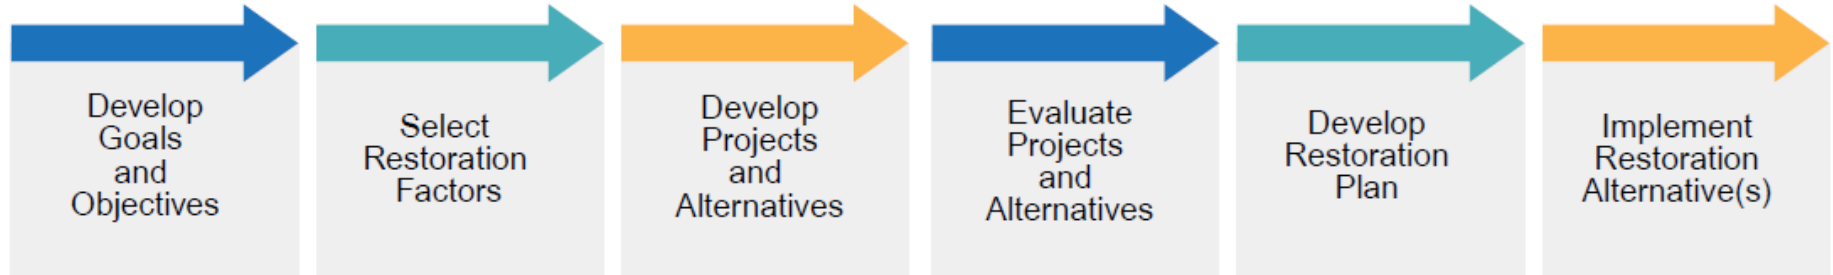 Develop
Goals
and
Objectives
Select
Restoration
Factors
Develop
Projects
and
Alternatives
Evaluate
Projects
and
Alternatives
Develop
Restoration
Plan
Implement
Restoration
Alternative(s)